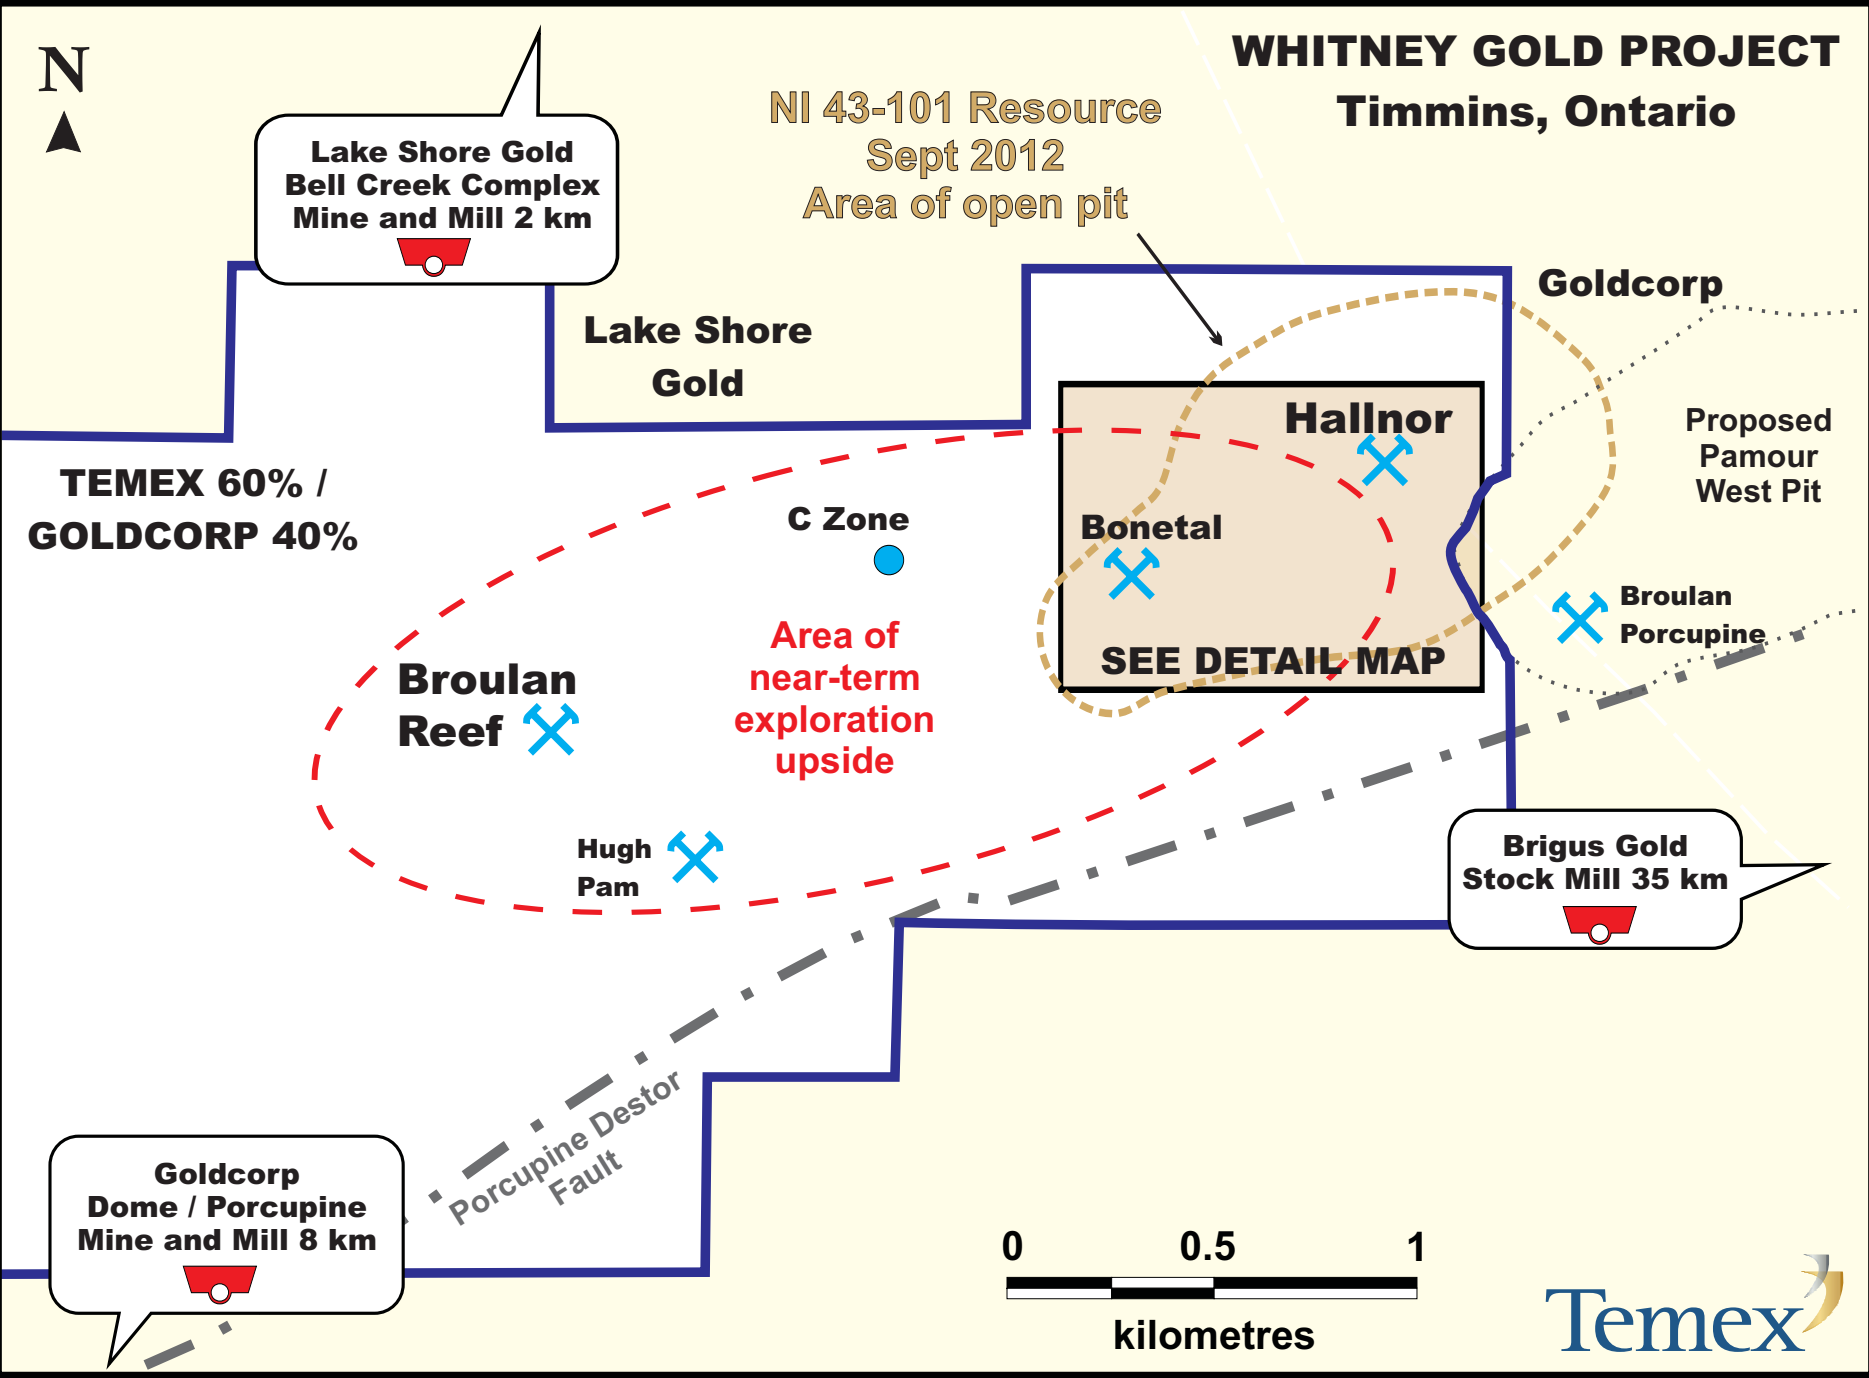 N
WHITNEY GOLD PROJECT
Timmins, Ontario
NI 43-101 Resource
Sept 2012
Area of open pit
Lake Shore Gold
Bell Creek Complex
Mine and Mill 2 km
Goldcorp
Lake Shore
Gold
Hallnor
Proposed
Pamour
West Pit
TEMEX 60% /
GOLDCORP 40%
C Zone
Bonetal
Broulan
Porcupine
Area of
near-term
exploration
upside
SEE DETAIL MAP
Broulan
Reef
Hugh
Pam
Brigus Gold
Stock Mill 35 km
Porcupine Destor
Fault
Goldcorp
Dome / Porcupine
Mine and Mill 8 km
0 0.5 1
kilometres
Temex